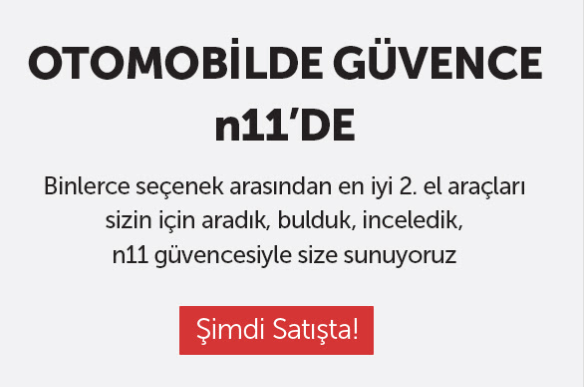 OTOMOBİLDE GÜVENCE
n11'DE
Binlerce seçenek arasından en iyi 2. el araçları
sizin için aradık, bulduk, inceledik,
n11 güvencesiyle size sunuyoruz
Şimdi Satışta!